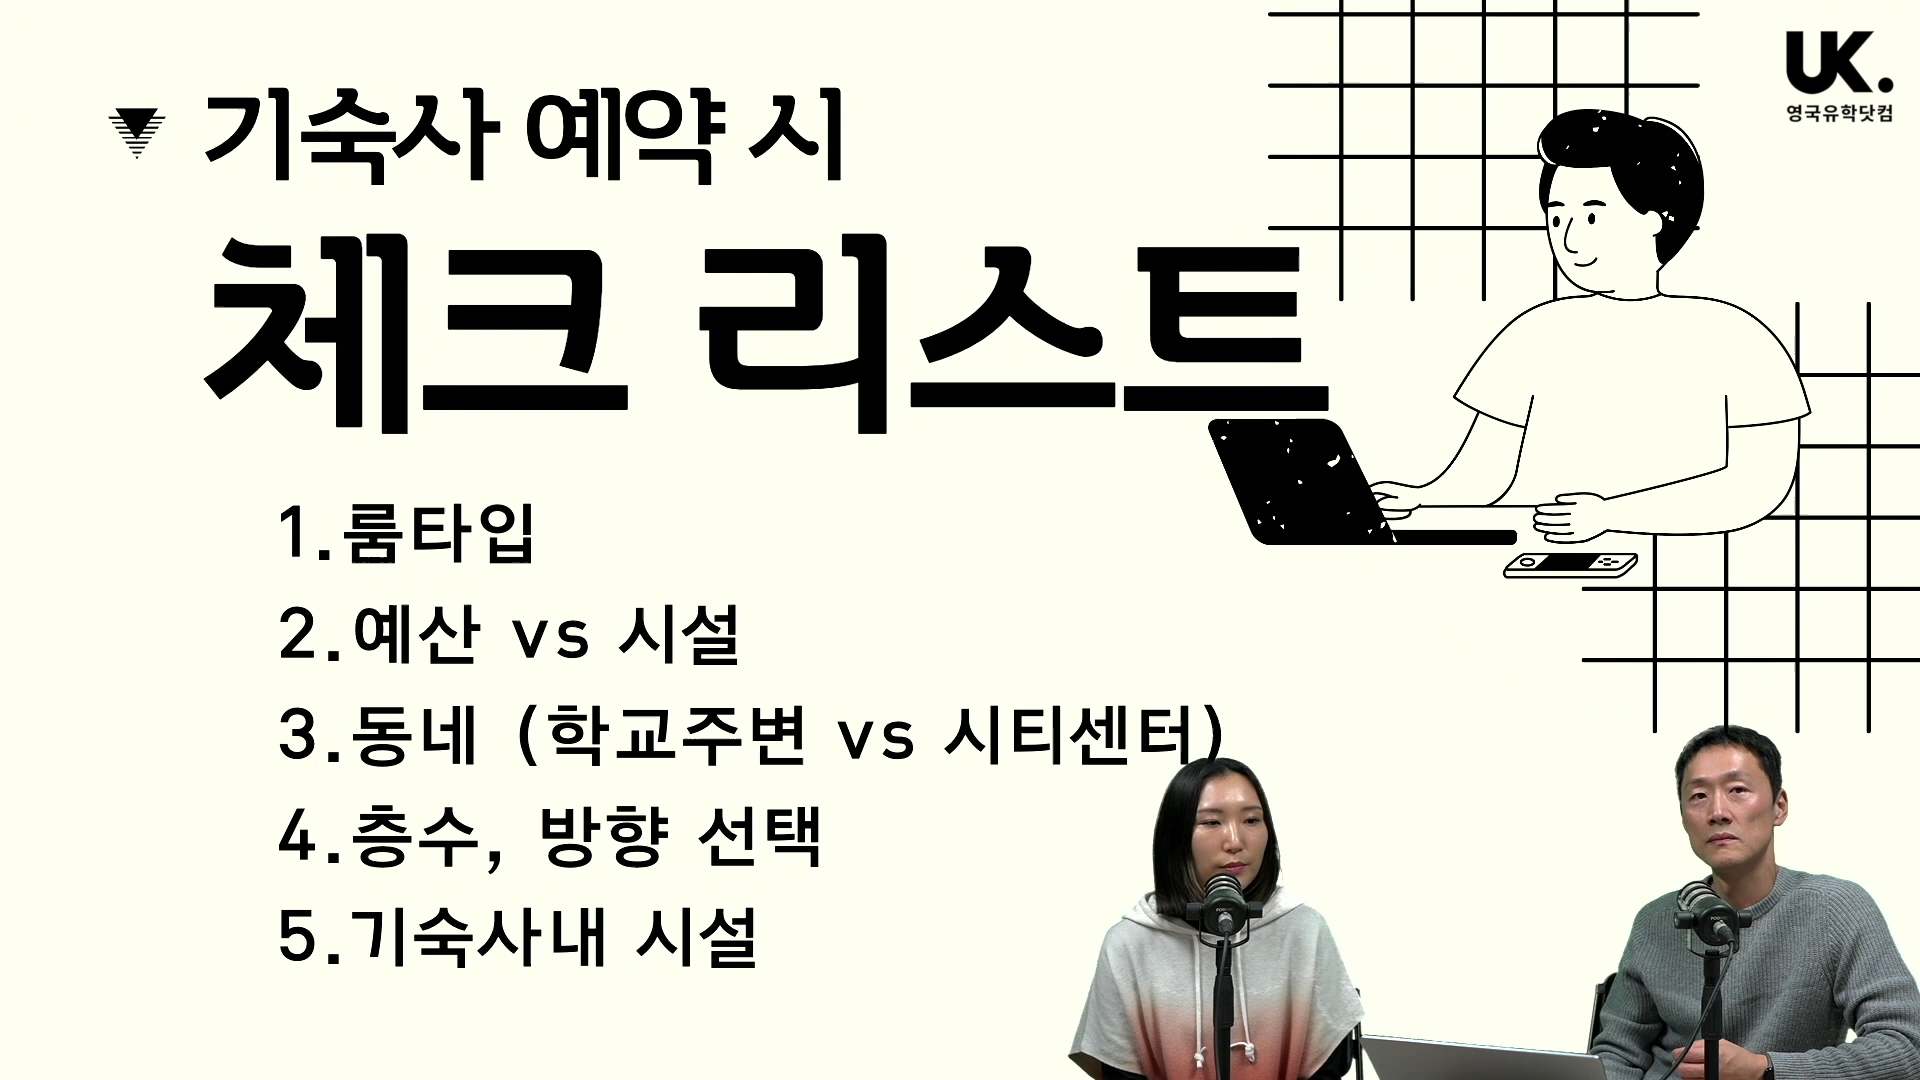 기숙사 예약 시
체크 리스트
UK.
영국유학닷컴
1.룸타입
2.예산 vs 시설
3.동네 (학교주변 vs 시티센터)
4.층수, 방향 선택
5.기숙사내 시설